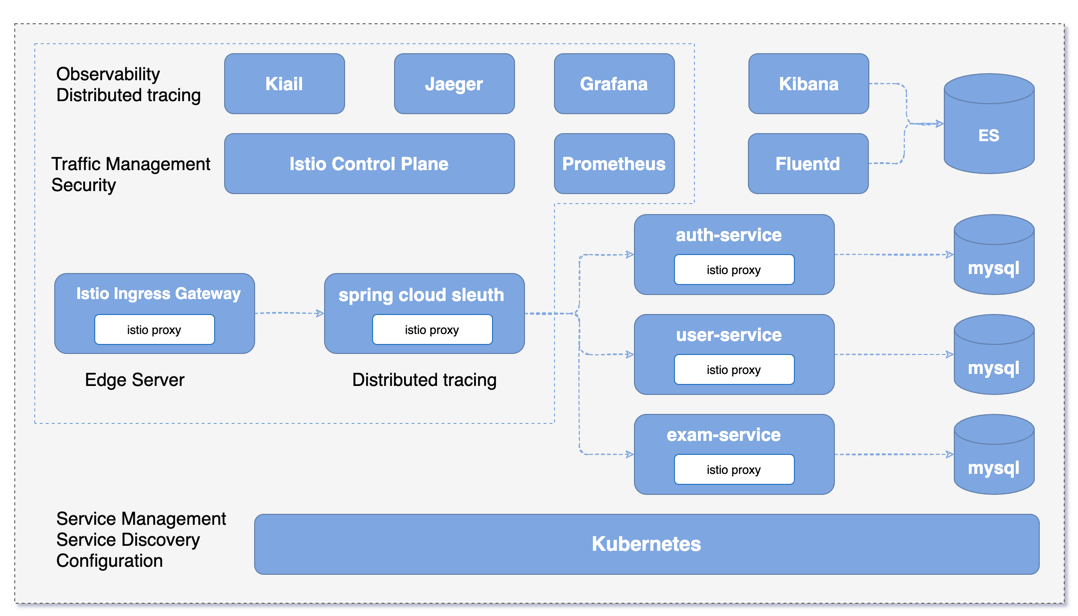 Observability
Distributed tracing
Kiail
Jaeger
Grafana
Kibana
ES
Traffic Management
Security
Istio Control Plane
Prometheus
Fluentd
auth-service
istio proxy
mysql
Istio Ingress Gateway
istio proxy
Edge Server
spring cloud sleuth
istio proxy
Distributed tracing
user-service
istio proxy
mysql
exam-service
istio proxy
mysql
Service Management
Service Discovery
Configuration
Kubernetes